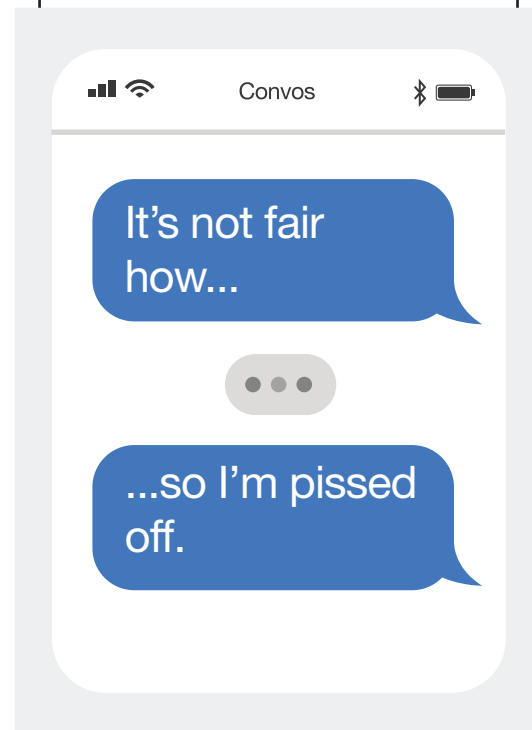 Convos
It’s not fair
how...
...so I’m pissed
off.